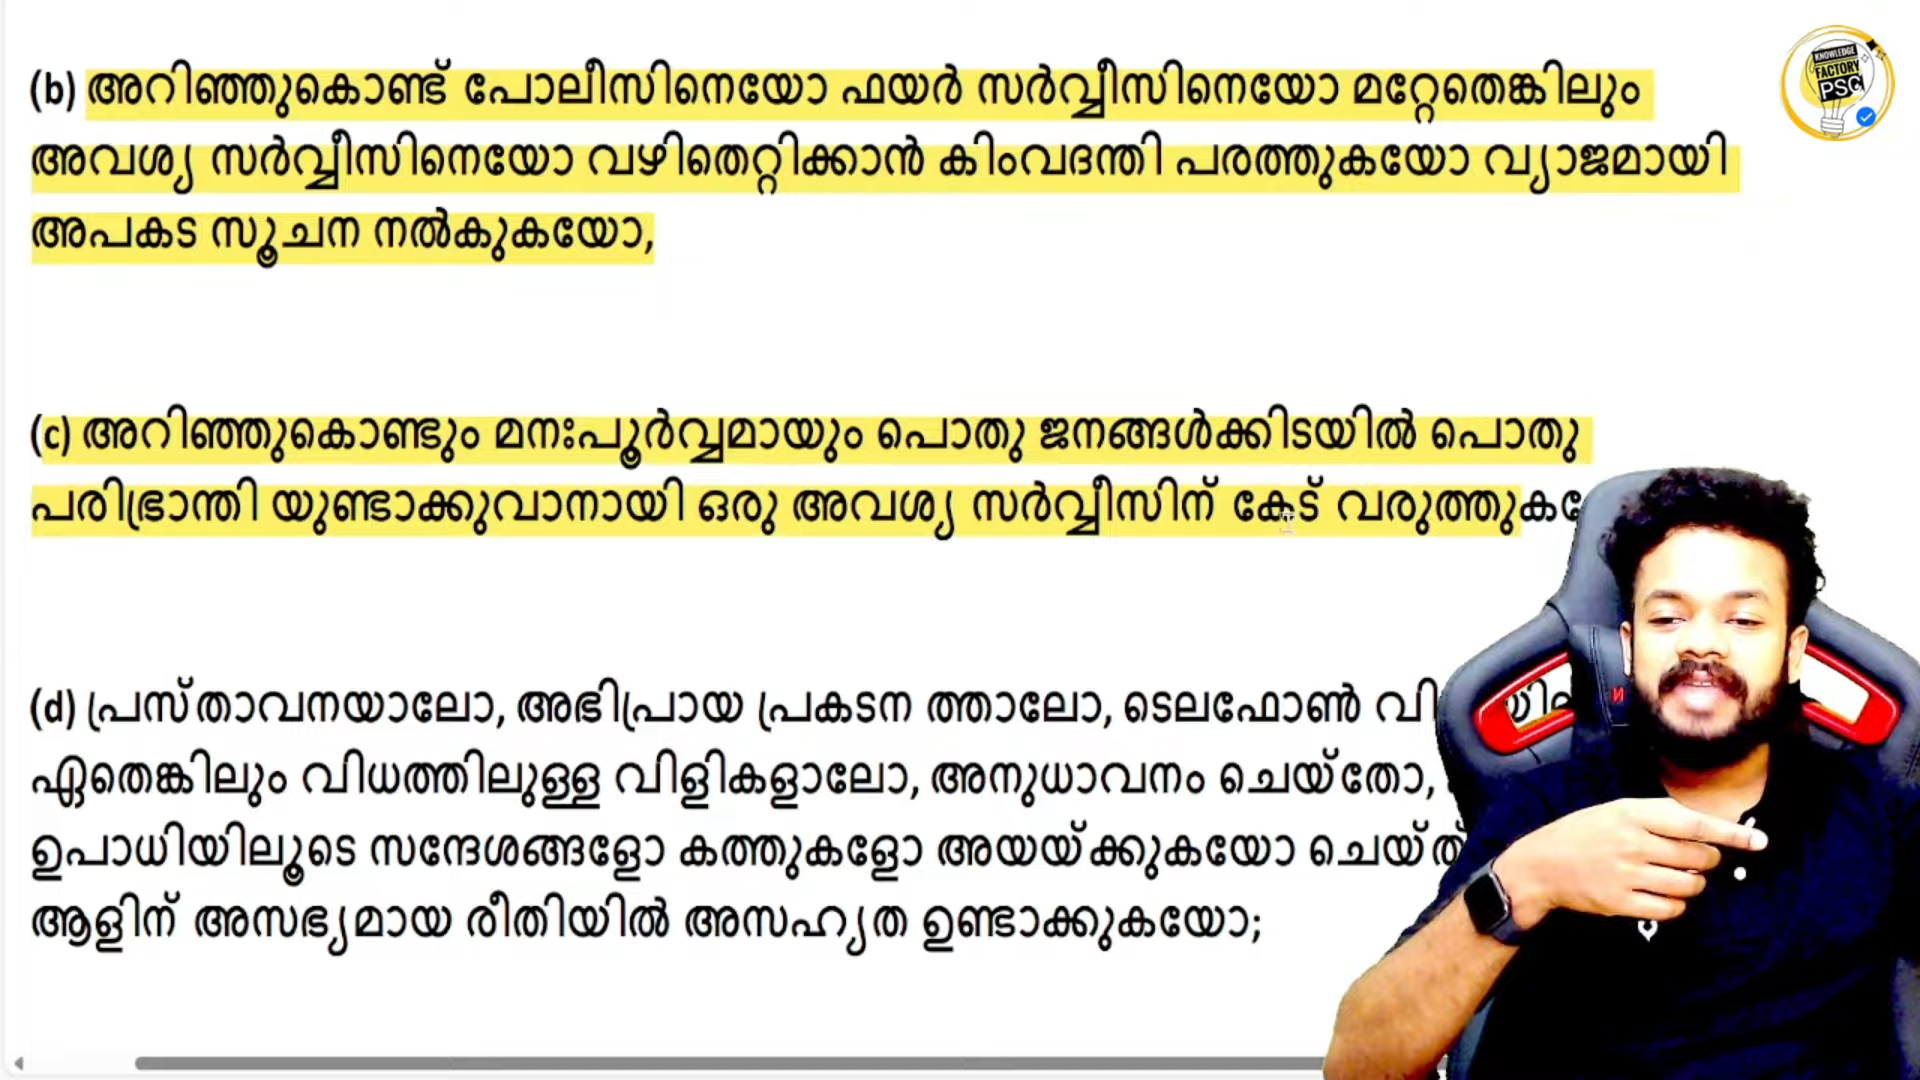 KNOWLEDGE
FACTORY
PSC
(b) അറിഞ്ഞുകൊണ്ട് പോലീസിനെയോ ഫയർ സർവ്വീസിനെയോ മറ്റേതെങ്കിലും
അവശ്യ സർവ്വീസിനെയോ വഴിതെറ്റിക്കാൻ കിംവദന്തി പരത്തുകയോ വ്യാജമായി
അപകട സൂചന നൽകുകയോ,
(c) അറിഞ്ഞുകൊണ്ടും മനഃപൂർവ്വമായും പൊതു ജനങ്ങൾക്കിടയിൽ പൊതു
പരിഭ്രാന്തി യുണ്ടാക്കുവാനായി ഒരു അവശ്യ സർവ്വീസിന് കേട്
(d) പ്രസ്താവനയാലോ, അഭിപ്രായ പ്രകടന ത്താലോ, ടെലഫോൺ
ഏതെങ്കിലും വിധത്തിലുള്ള വിളികളാലോ, അനുധാവനം ചെയ്തോ,
ഉപാധിയിലൂടെ സന്ദേശങ്ങളോ കത്തുകളോ അയയ്ക്കുകയോ
ആളിന് അസഭ്യമായ രീതിയിൽ അസഹ്യത ഉണ്ടാക്കുകയോ;